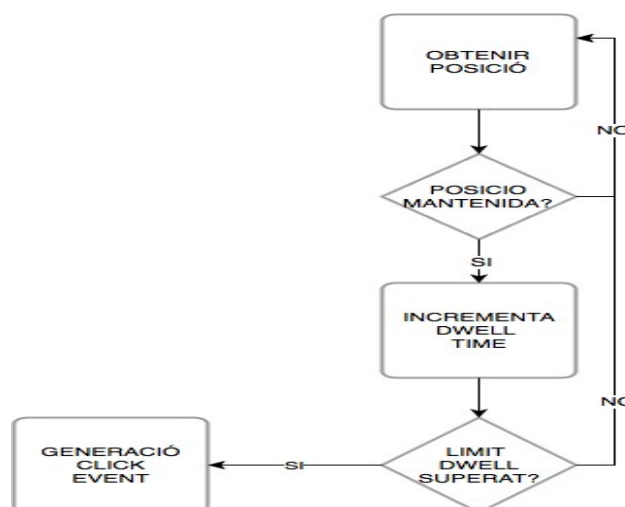 OBTENIR
POSICIÓ
NO
POSICIO
MANTENIDA?
SI
INCREMENTA
DWELL
TIME
NO
GENERACIÓ
CLICK
EVENT
SI
LIMIT
DWELL
SUPERAT?